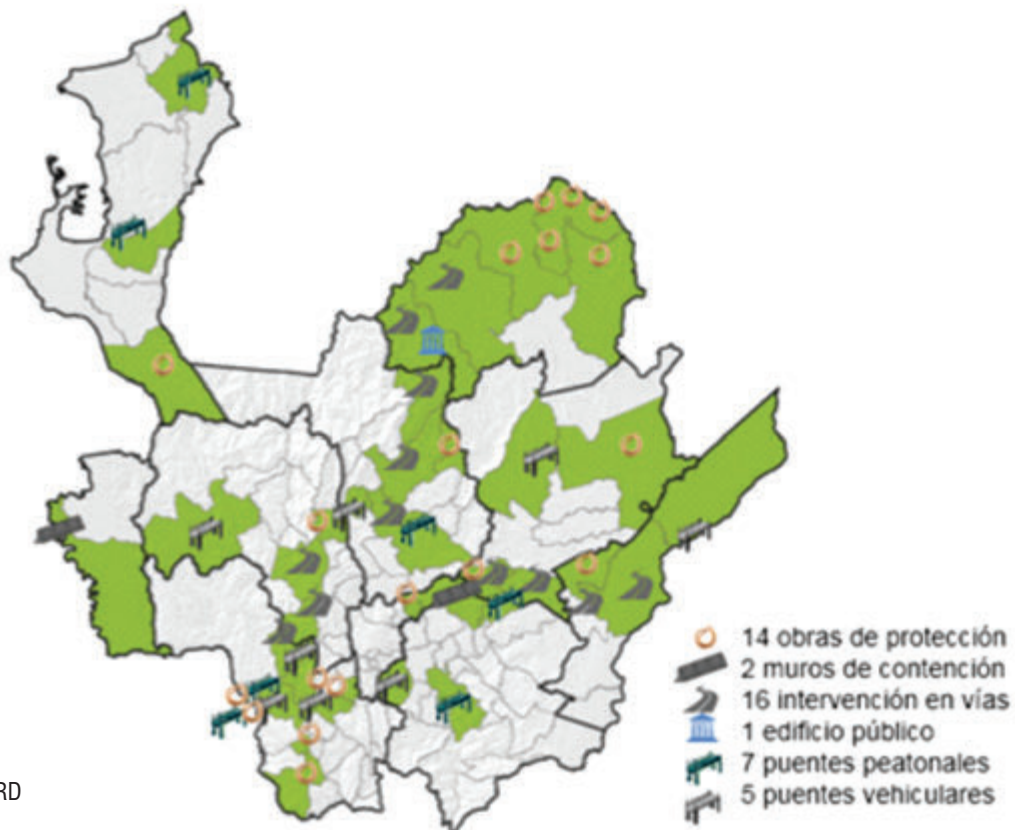 14 obras de protección
2 muros de contención
16 intervención en vías
1 edificio público
7 puentes peatonales
5 puentes vehiculares
RD